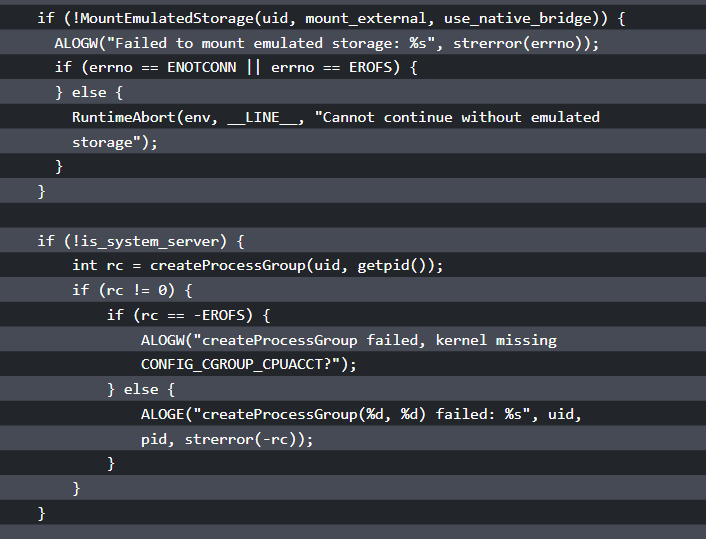 if (!MountEmulatedStorage(uid, mount_external, use_native_bridge)) {
ALOGW("Failed to mount emulated storage: %s", strerror(errno));
if (errno == ENOTCONN || errno == EROFS) {
} else {
RuntimeAbort(env, __LINE__, "Cannot continue without emulated
storage");
}
}
if (!is_system_server) {
int rc = createProcessGroup(uid, getpid());
if (rc != 0) {
if (rc == -EROFS) {
ALOGW("createProcessGroup failed, kernel missing
CONFIG_CGROUP_CPUACCT?");
} else {
ALOGE("createProcessGroup(%d, %d) failed: %s", uid,
pid, strerror(-rc));
}
}
}